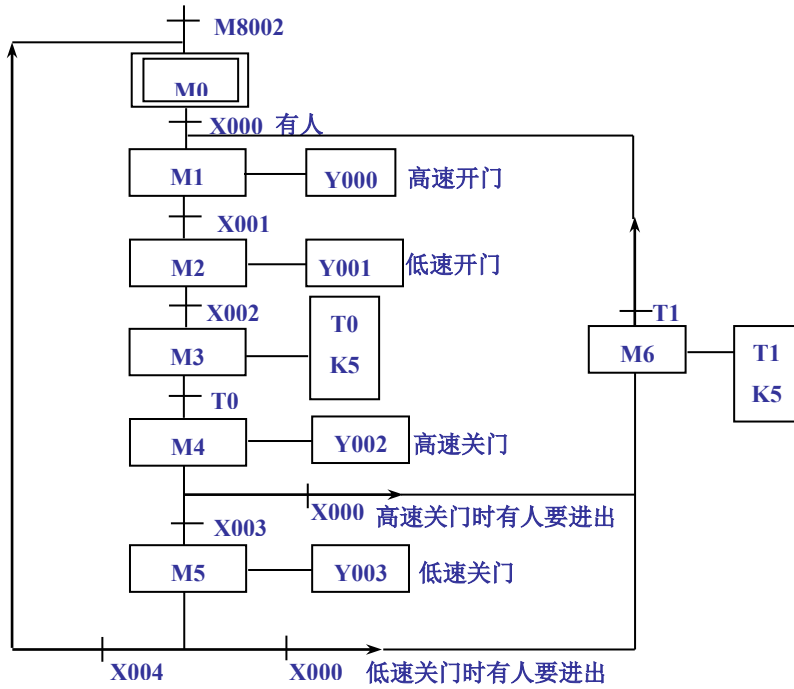 M8002
M0
X000 有人
M1
Y000
高速开门
X001
M2
Y001
低速开门
X002
T0
K5
M3
T1
M6
T1
K5
T0
M4
Y002
高速关门
X000
高速关门时有人要进出
X003
M5
Y003
低速关门
X004
X000
低速关门时有人要进出